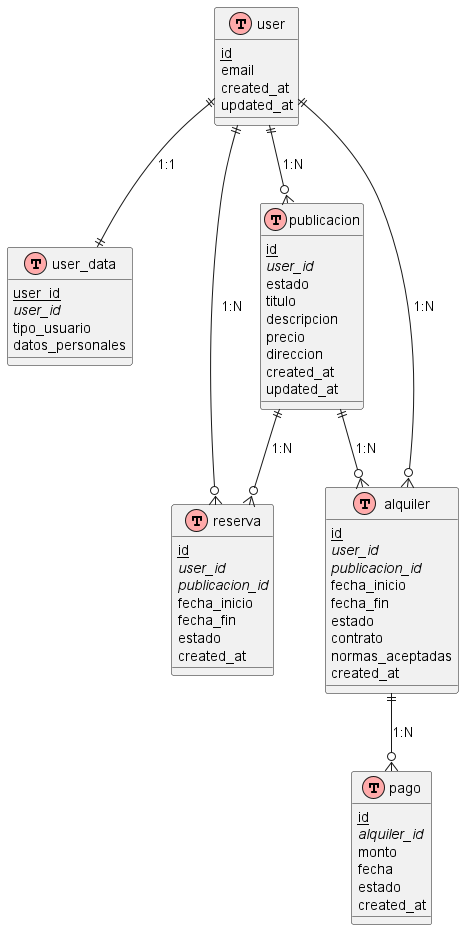 T user
id
email
created_at
updated_at
1:1
1:N
T publicacion
id
user_id
estado
titulo
descripcion
precio
direccion
created_at
updated_at
T user_data
user_id
user_id
tipo_usuario
datos_personales
1:N
1:N
1:N
1:N
T reserva
id
user_id
publicacion_id
fecha_inicio
fecha_fin
estado
created_at
T alquiler
id
user_id
publicacion_id
fecha_inicio
fecha_fin
estado
contrato
normas_aceptadas
created_at
1:N
T pago
id
alquiler_id
monto
fecha
estado
created_at